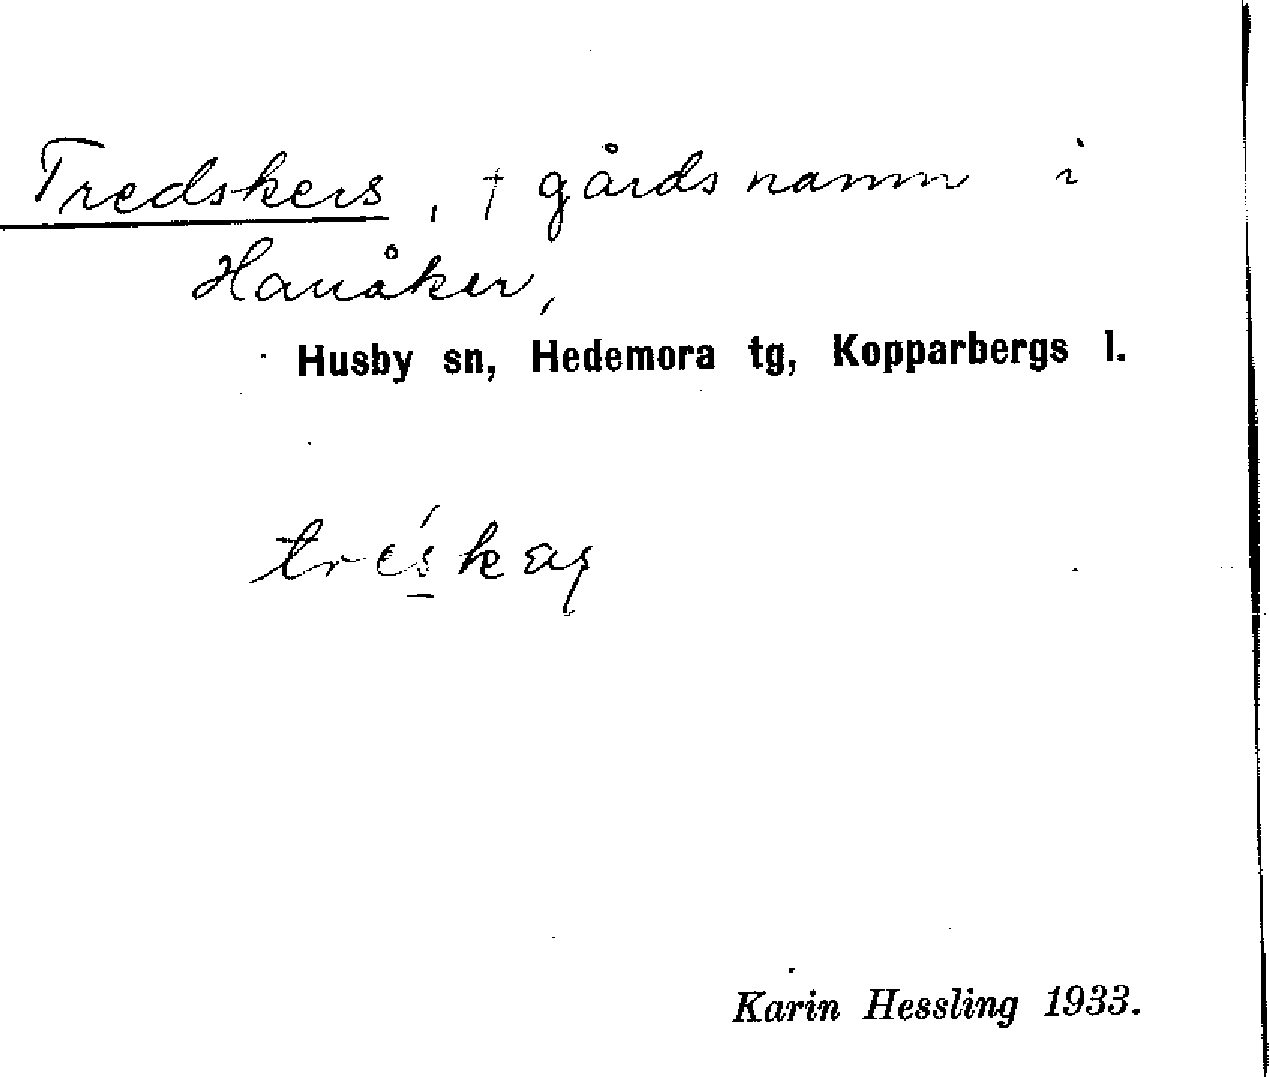 Tredskers, † gårdsnamn i
Hanåker,
Husby sn, Hedemora tg, Kopparbergs l.
Karin Hessling 1933.